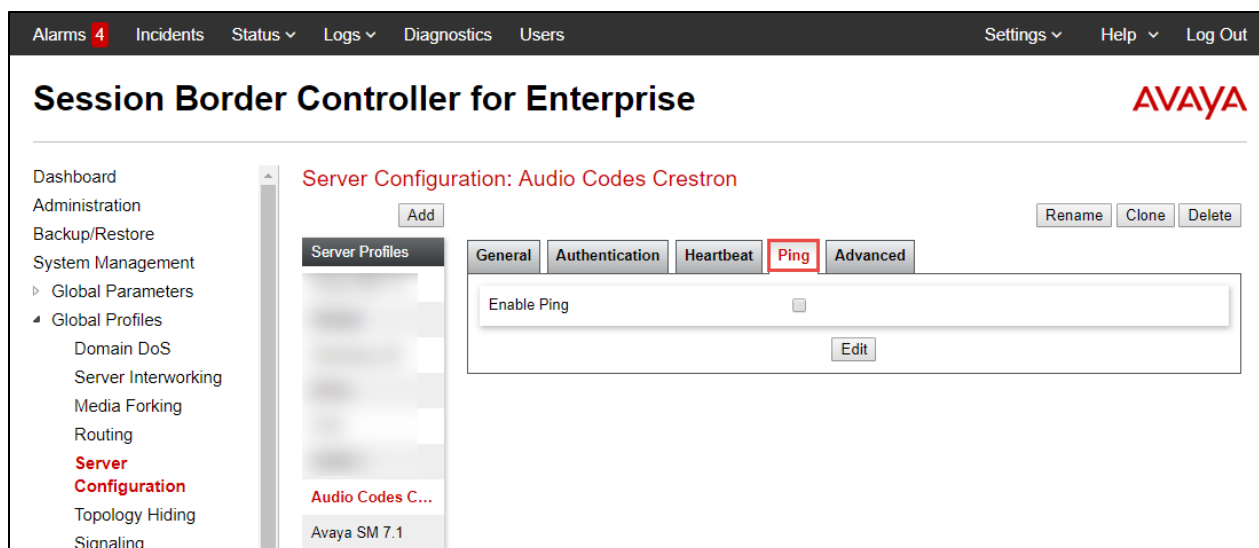 Alarms 4 Incidents Status Logs Diagnostics Users Settings Help Log Out
Session Border Controller for Enterprise
AVAYA
Dashboard
Administration
Backup/Restore
System Management
Global Parameters
Global Profiles
Domain DoS
Server Interworking
Media Forking
Routing
Server
Configuration
Topology Hiding
Signaling
Server Configuration: Audio Codes Crestron
Add
Rename Clone Delete
Server Profiles
Audio Codes C...
Avaya SM 7.1
General Authentication Heartbeat Ping Advanced
Enable Ping
Edit